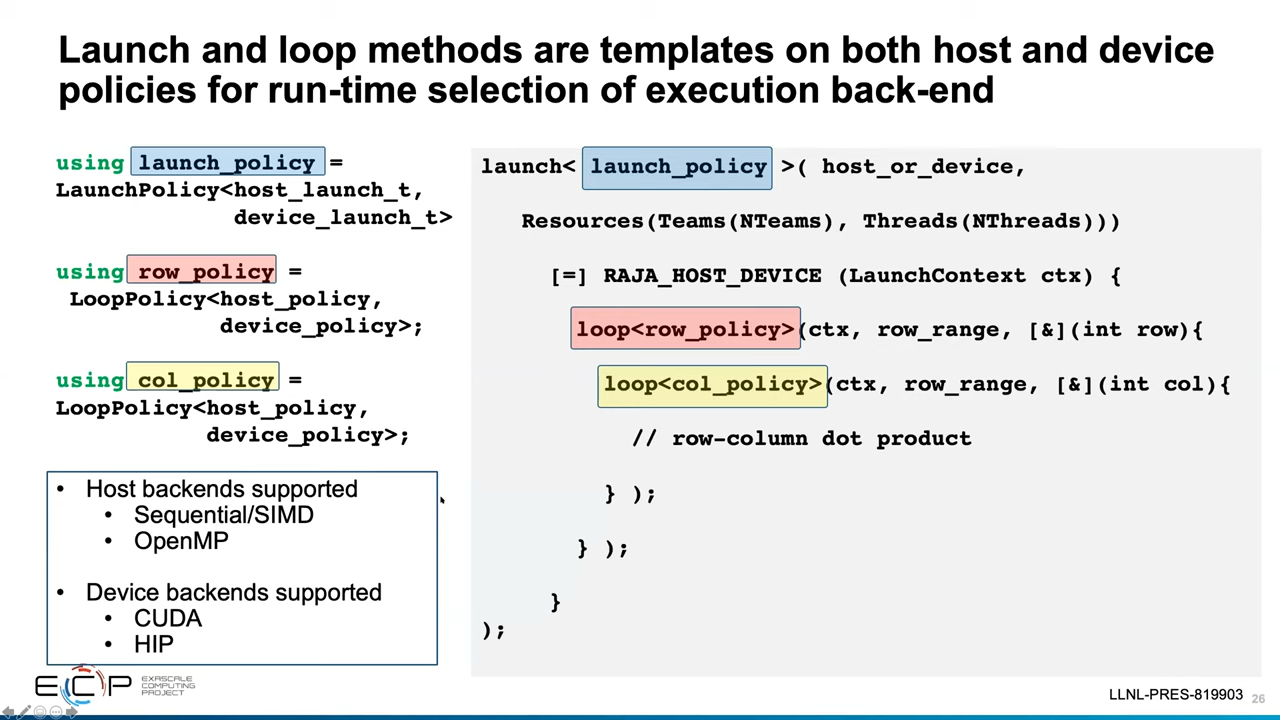 Launch and loop methods are templates on both host and device
policies for run-time selection of execution back-end
using launch_policy =
LaunchPolicy<host_launch_t,
device_launch_t>
using row_policy =
LoopPolicy<host_policy,
device_policy>;
using col_policy =
LoopPolicy<host_policy,
device_policy>;
• Host backends supported
• Sequential/SIMD
• OpenMP
• Device backends supported
• CUDA
• HIP
launch< launch_policy >( host_or_device,
Resources(Teams(NTeams), Threads(NThreads)))
[=] RAJA_HOST_DEVICE (LaunchContext ctx) {
loop<row_policy>(ctx, row_range, [&](int row){
loop<col_policy>(ctx, row_range, [&](int col){
// row-column dot product
} );
} );
}
);
ECP
EXASCALE
COMPUTING
PROJECT
LLNL-PRES-819903
26